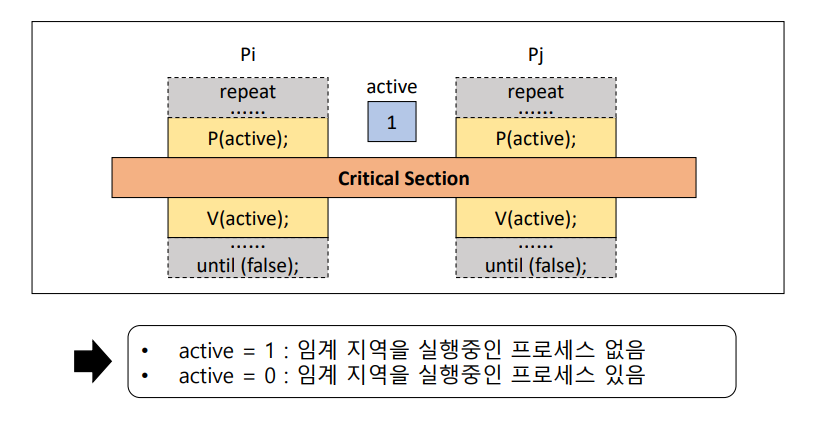 Pi
Pj
active
1
repeat
......
P(active);
repeat
......
P(active);
Critical Section
V(active);
......
until (false);
V(active);
......
until (false);
• active = 1 : 임계 지역을 실행중인 프로세스 없음
• active = 0 : 임계 지역을 실행중인 프로세스 있음